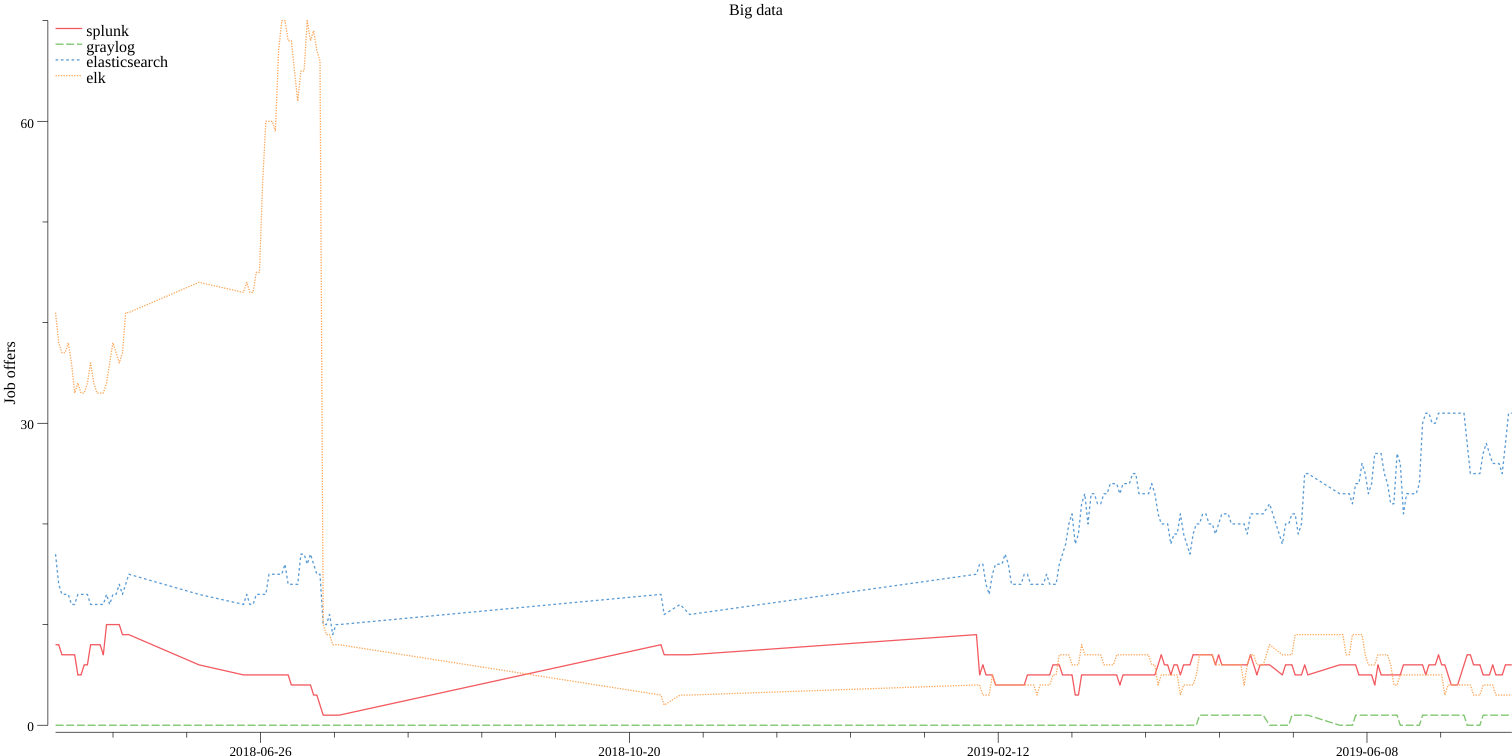 Big data
splunk
graylog
elasticsearch
elk
60
30
0
Job offers
2018-06-26
2018-10-20
2019-02-12
2019-06-08